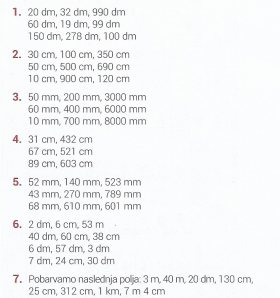 1. 20 dm, 32 dm, 990 dm
60 dm, 19 dm, 99 dm
150 dm, 278 dm, 100 dm
2. 30 cm, 100 cm, 350 cm
50 cm, 500 cm, 690 cm
10 cm, 900 cm, 120 cm
3. 50 mm, 200 mm, 3000 mm
60 mm, 400 mm, 6000 mm
10 mm, 700 mm, 8000 mm
4. 31 cm, 432 cm
67 cm, 521 cm
89 cm, 603 cm
5. 52 mm, 140 mm, 523 mm
43 mm, 270 mm, 789 mm
68 mm, 610 mm, 601 mm
6. 2 dm, 6 cm, 53 m
40 dm, 60 cm, 38 cm
6 dm, 57 dm, 3 dm
7 dm, 24 cm, 30 dm
7. Pobarvamo naslednja polja: 3 m, 40 m, 20 dm, 130 cm,
25 cm, 312 cm, 1 km, 7 m 4 cm